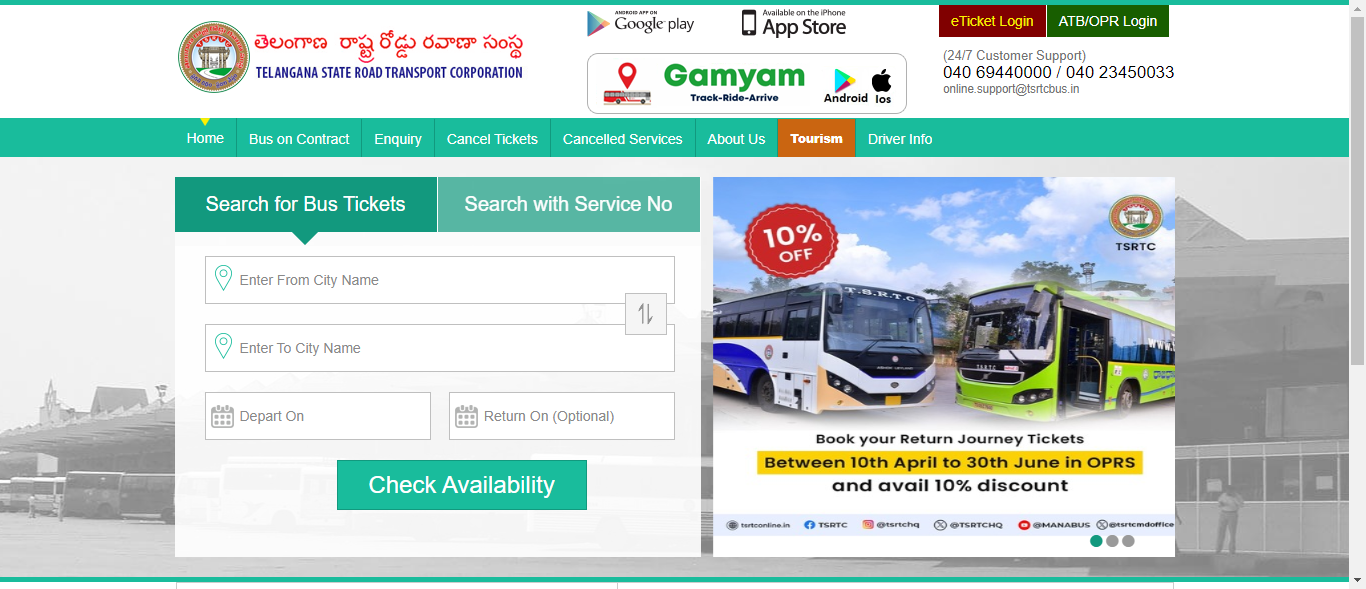 తెలంగాణ రాష్ట్ర రోడ్డు రవాణా సంస్థ
TELANGANA STATE ROAD TRANSPORT CORPORATION
ANDROID APP ON
Google play
Available on the iPhone
App Store
Gamyam
Track-Ride-Arrive
Android Ios
eTicket Login ATB/OPR Login
(24/7 Customer Support)
040 69440000 / 040 23450033
online.support@tsrtcbus.in
Home Bus on Contract Enquiry Cancel Tickets Cancelled Services About Us Tourism Driver Info
Search for Bus Tickets Search with Service No
Enter From City Name
Enter To City Name
Depart On Return On (Optional)
Check Availability
10%
OFF
TSRTC
T.S.R.T.C
ASHOK LEYLAND
TSRTC
www.
Book your Return Journey Tickets
Between 10th April to 30th June in OPRS
and avail 10% discount
tsrtconline.in TSRTC @tsrtchq @TSRTCHQ @MANABUS @tsrtcmdoffice